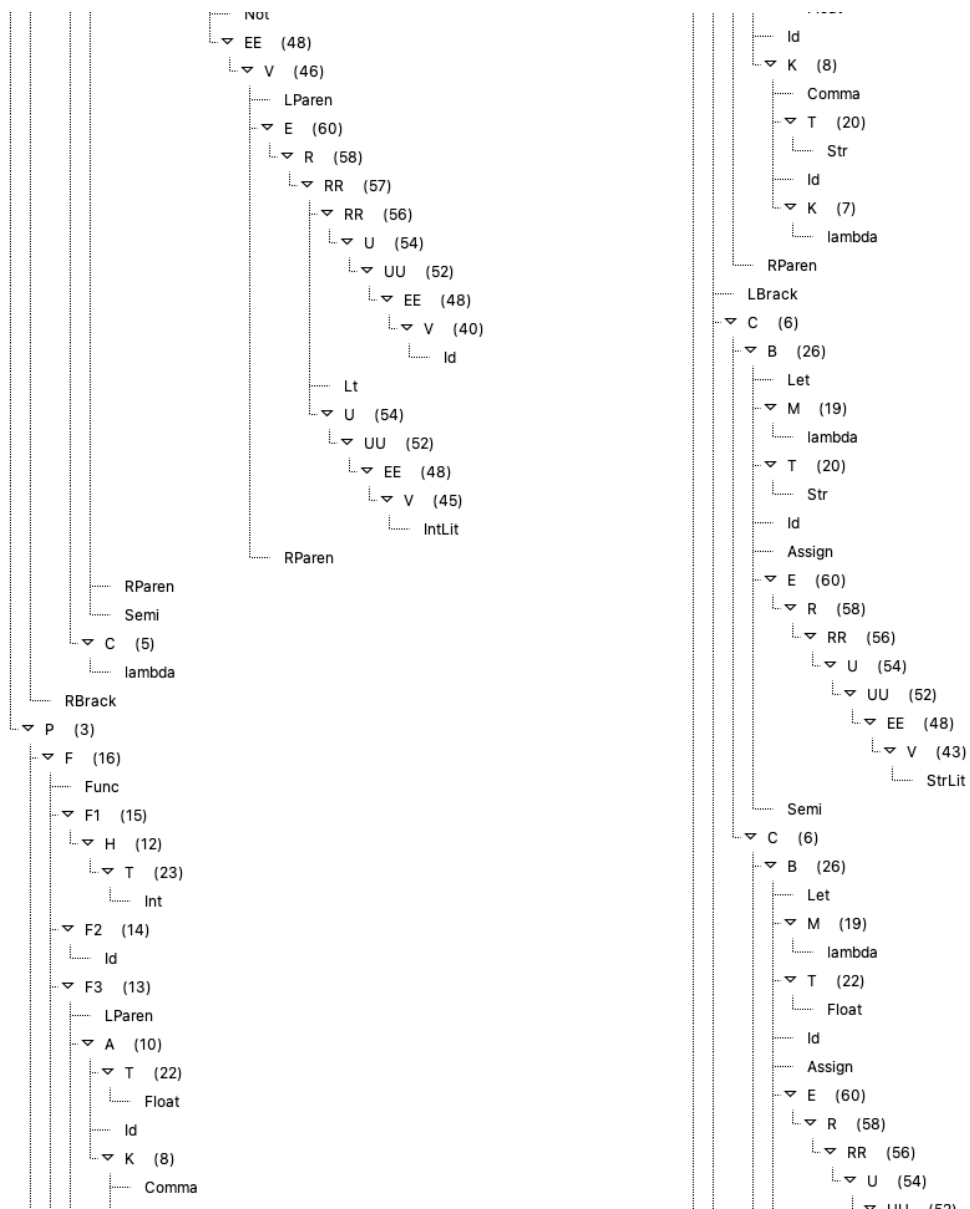 Not
EE (48)
V (46)
LParen
E (60)
R (58)
RR (57)
RR (56)
U (54)
UU (52)
EE (48)
V (40)
Id
Lt
U (54)
UU (52)
EE (48)
V (45)
IntLit
RParen
RParen
Semi
C (5)
lambda
RBrack
P (3)
F (16)
Func
F1 (15)
H (12)
T (23)
Int
F2 (14)
Id
F3 (13)
LParen
A (10)
T (22)
Float
Id
K (8)
Comma
Id
K (8)
Comma
T (20)
Str
Id
K (7)
lambda
RParen
LBrack
C (6)
B (26)
Let
M (19)
lambda
T (20)
Str
Id
Assign
E (60)
R (58)
RR (56)
U (54)
UU (52)
EE (48)
V (43)
StrLit
Semi
C (6)
B (26)
Let
M (19)
lambda
T (22)
Float
Id
Assign
E (60)
R (58)
RR (56)
U (54)
UU (52)